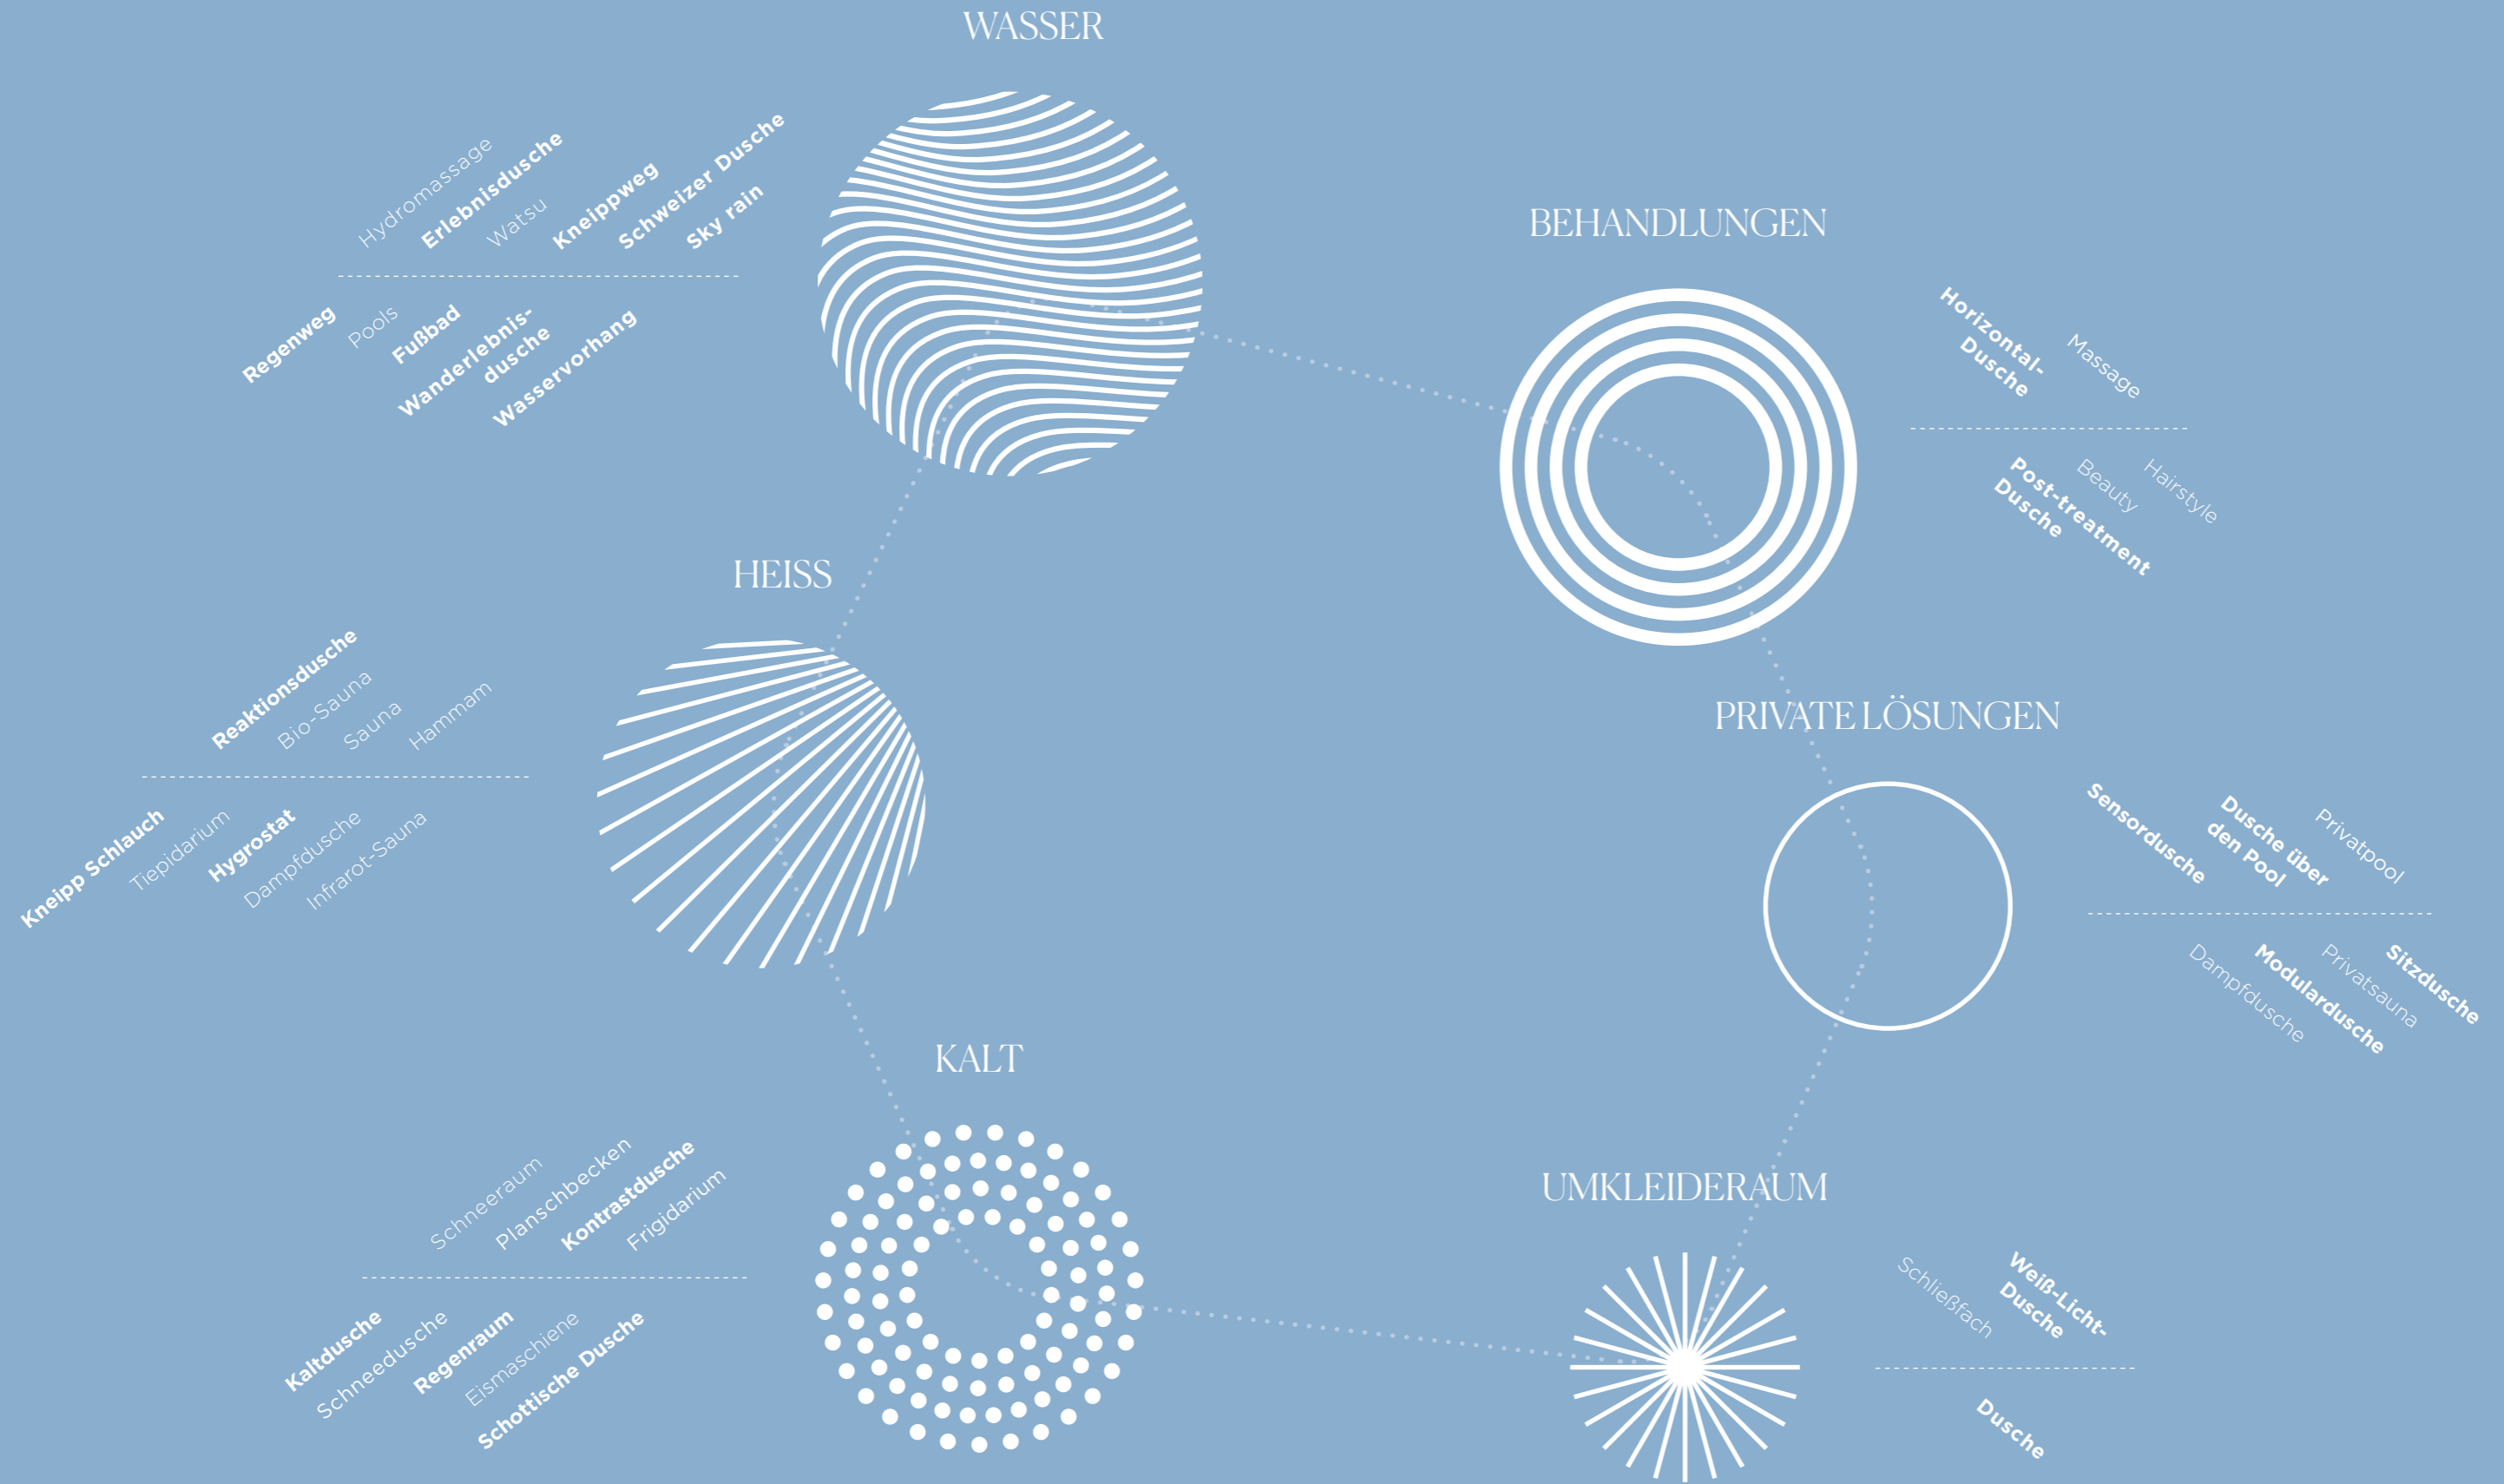 WASSER
Hydromassage
Erlebnisdusche
Watsu
Kneippweg
Schweizer Dusche
Sky rain
Regenweg
Pools
Fußbad
Wanderlebnis-
dusche
Wasservorhang
BEHANDLUNGEN
Horizontal-
Dusche
Massage
Post-treatment
Dusche
Beauty
Hairstyle
HEISS
Reaktionsdusche
Bio-Sauna
Sauna
Hammam
Kneipp Schlauch
Tiepidarium
Hygrostat
Dampfdusche
Infrarot-Sauna
PRIVATE LÖSUNGEN
Sensordusche
Dusche über
den Pool
Privatpool
Dampfdusche
Modulardusche
Privatsauna
Sitzdusche
KALT
Schneeraum
Planschbecken
Kontrastdusche
Frigidarium
Kaltdusche
Schneedusche
Regenraum
Eismaschiene
Schottische Dusche
UMKLEIDERAUM
Schließfach
Weiß-Licht-
Dusche
Dusche